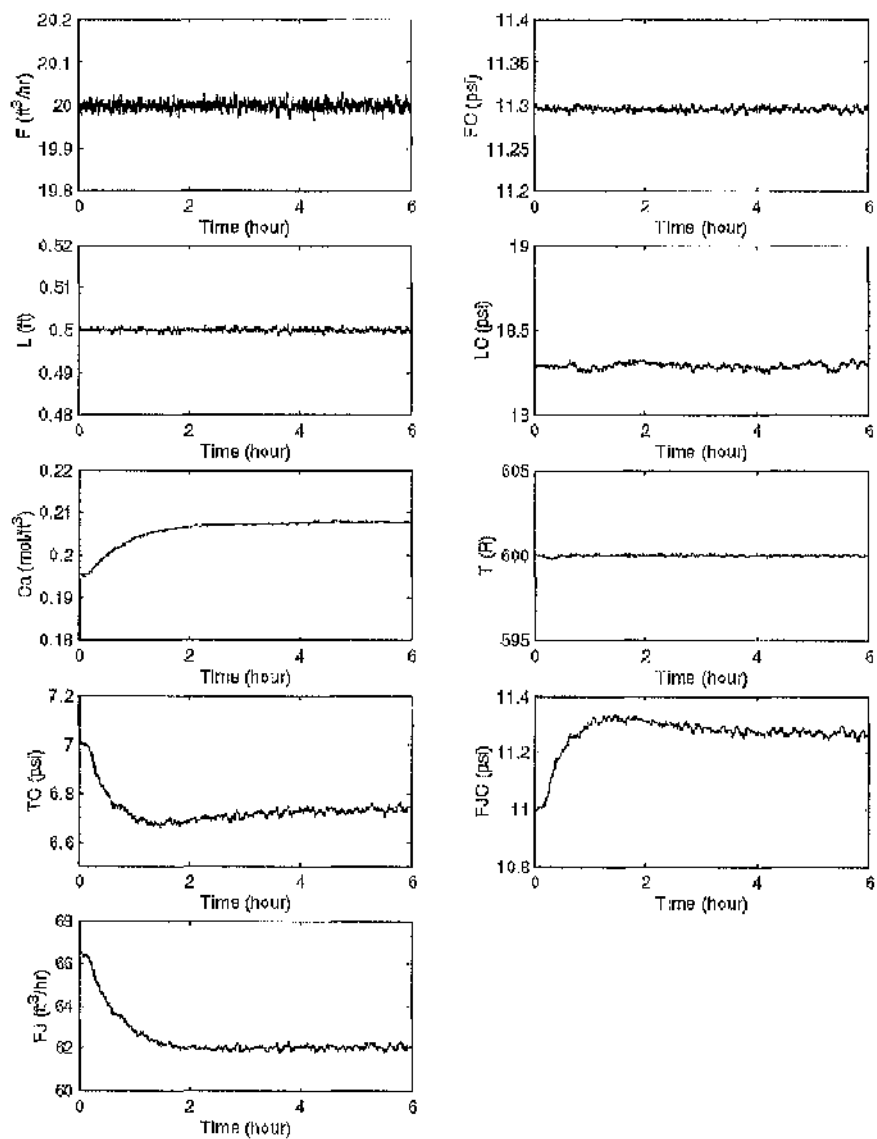 20.2
20.1
20
19.9
19.8
F (ft³/hr)
0 2 4 6
Time (hour)
11.4
11.35
11.3
11.25
11.2
FC (psi)
0 2 4 6
Time (hour)
0.52
0.51
0.5
0.49
0.48
L (ft)
0 2 4 6
Time (hour)
19
18.5
18
LC (psi)
0 2 4 6
Time (hour)
0.22
0.21
0.2
0.19
0.18
Ca (mol/ft³)
0 2 4 6
Time (hour)
605
600
595
T (R)
0 2 4 6
Time (hour)
7.2
7
6.8
6.6
TC (psi)
0 2 4 6
Time (hour)
11.4
11.2
11
10.8
FJC (psi)
0 2 4 6
Time (hour)
68
66
64
62
60
FJ (ft³/hr)
0 2 4 6
Time (hour)